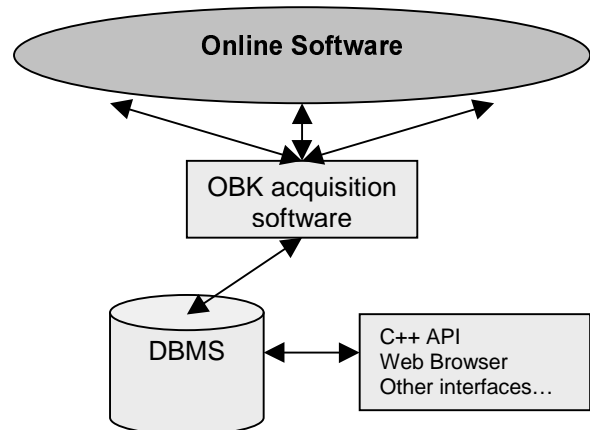 Online Software
OBK acquisition
software
DBMS
C++ API
Web Browser
Other interfaces…